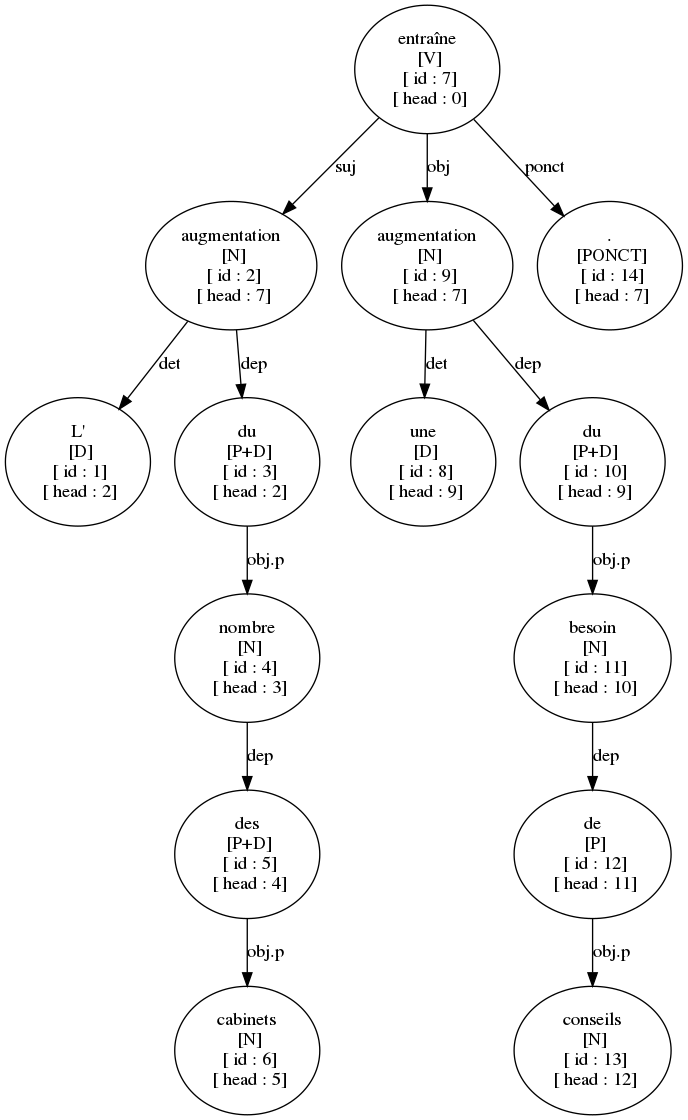 entraîne
[V]
[ id : 7]
[ head : 0]
suj
obj
ponct
augmentation
[N]
[ id : 2]
[ head : 7]
augmentation
[N]
[ id : 9]
[ head : 7]
.
[PONCT]
[ id : 14]
[ head : 7]
det
dep
det
dep
L'
[D]
[ id : 1]
[ head : 2]
du
[P+D]
[ id : 3]
[ head : 2]
une
[D]
[ id : 8]
[ head : 9]
du
[P+D]
[ id : 10]
[ head : 9]
obj.p
obj.p
nombre
[N]
[ id : 4]
[ head : 3]
besoin
[N]
[ id : 11]
[ head : 10]
dep
dep
des
[P+D]
[ id : 5]
[ head : 4]
de
[P]
[ id : 12]
[ head : 11]
obj.p
obj.p
cabinets
[N]
[ id : 6]
[ head : 5]
conseils
[N]
[ id : 13]
[ head : 12]